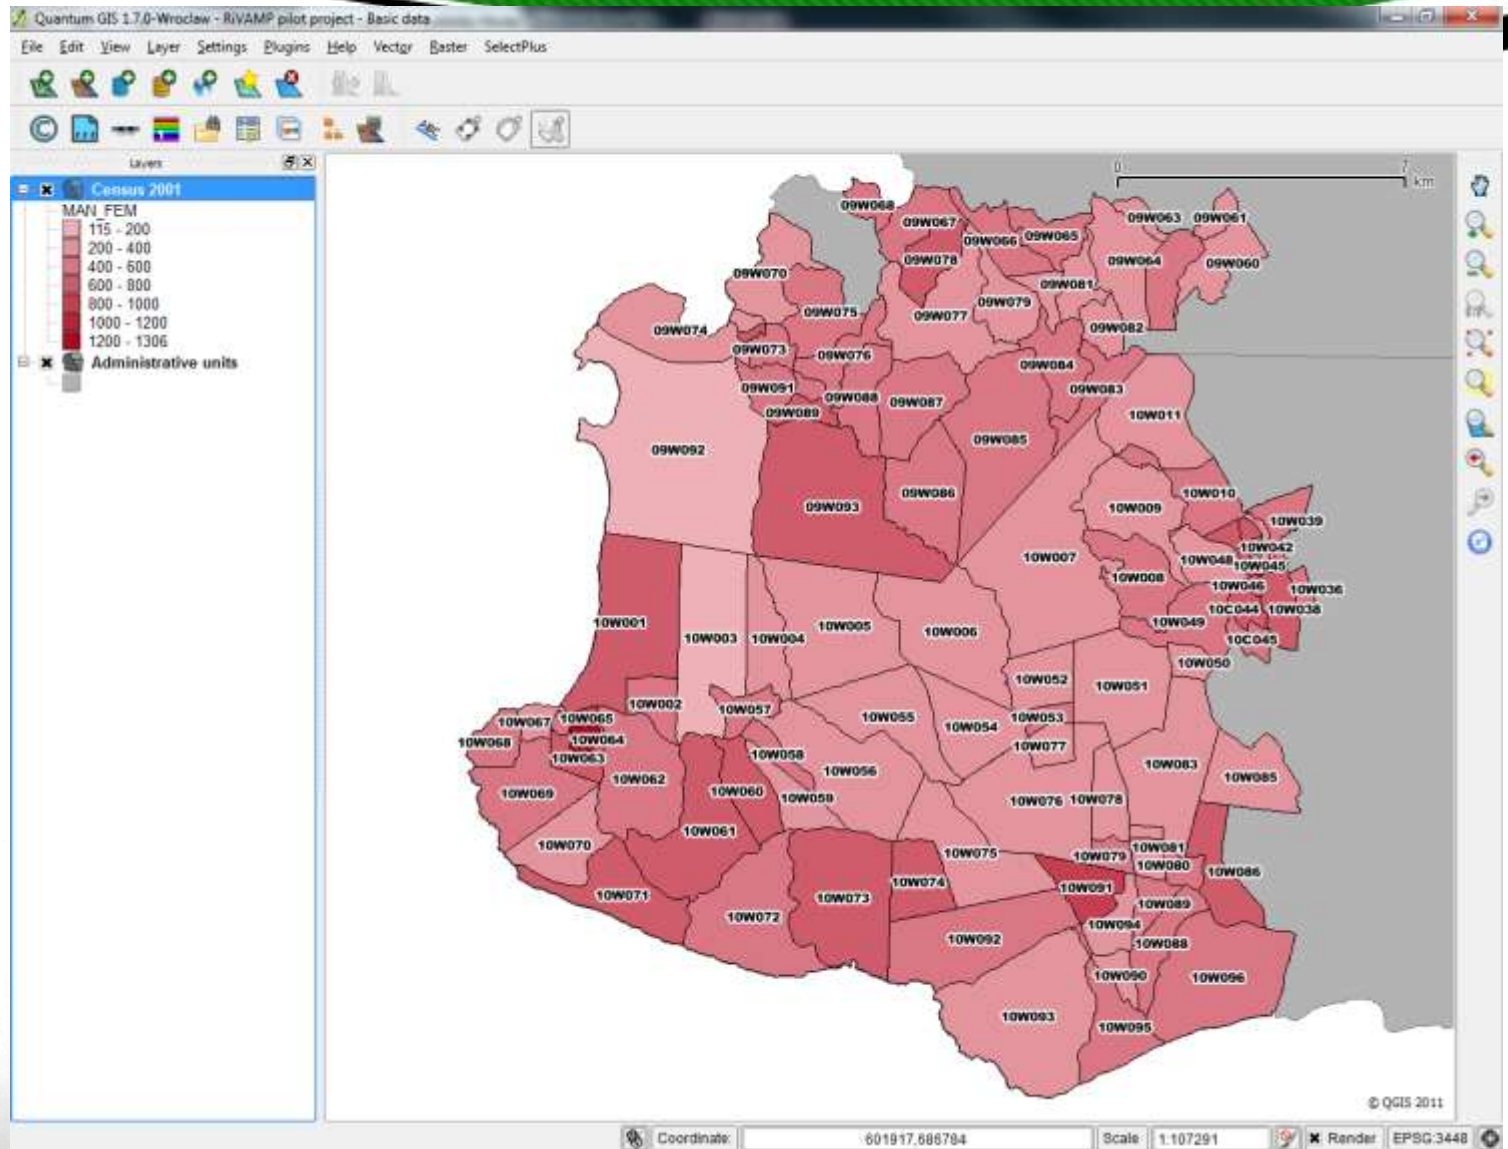 Quantum GIS 1.7.0-Wroclaw - RiVAMP pilot project - Basic data
File Edit View Layer Settings Plugins Help Vector Raster SelectPlus
Layers
Census 2001
MAN_FEM
115 - 200
200 - 400
400 - 600
600 - 800
800 - 1000
1000 - 1200
1200 - 1306
Administrative units
0 7
km
09W068
09W067
09W063 09W061
09W066 09W065
09W078
09W064 09W060
09W070
09W081
09W079
09W075
09W077
09W082
09W074
09W073
09W076
09W084
09W091
09W088
09W087
09W083
09W089
10W011
09W085
09W092
09W086
10W010
09W093
10W009
10W039
10W042
10W007
10W048
10W045
10W008
10W046
10W036
10C044 10W038
10W001
10W049
10W005
10W006
10W003 10W004
10C045
10W050
10W052
10W051
10W002
10W057
10W067 10W065
10W055
10W053
10W054
10W068
10W064
10W077
10W063
10W058
10W083
10W056
10W062
10W085
10W069
10W060
10W059
10W076 10W078
10W061
10W070
10W081
10W075
10W079
10W080
10W086
10W074
10W091
10W071
10W073
10W089
10W072
10W094
10W092
10W088
10W090
10W096
10W093
10W095
© QGIS 2011
Coordinate: 601917,686784 Scale 1:107291 Render EPSG:3448